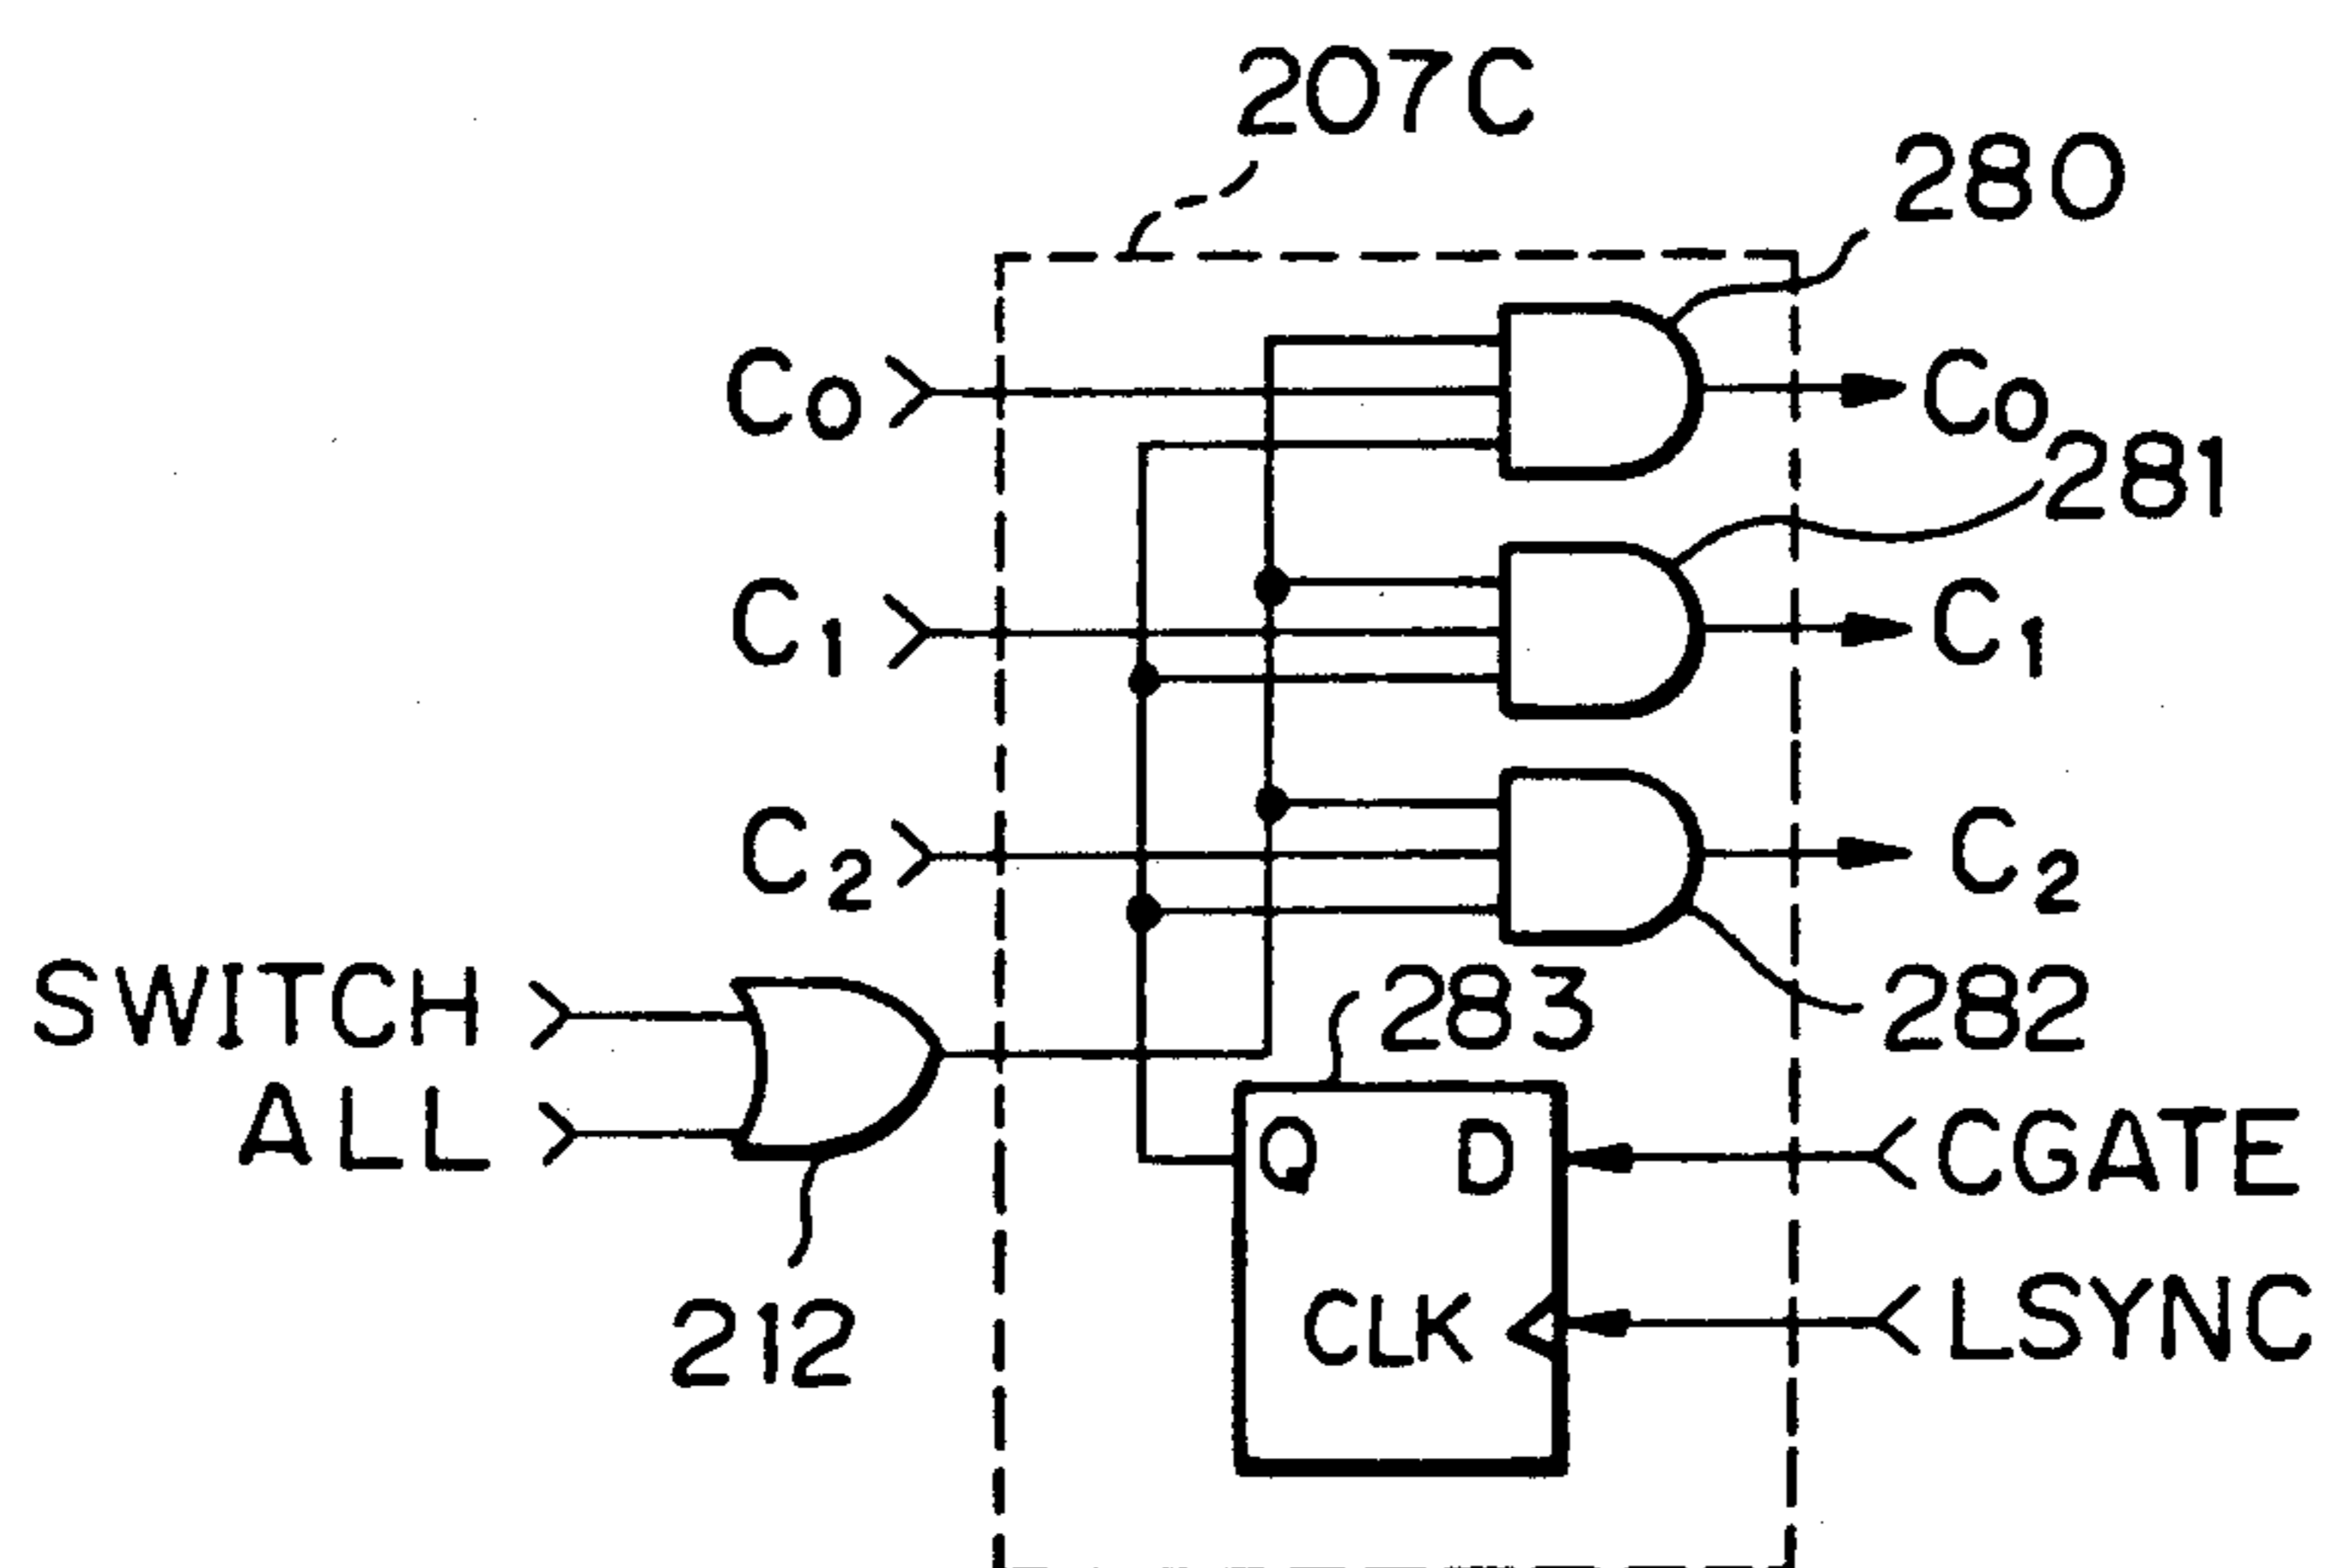 207C
280
C0
C0
281
C1
C1
C2
C2
SWITCH
283
282
ALL
Q D
CGATE
CLK
LSYNC
212